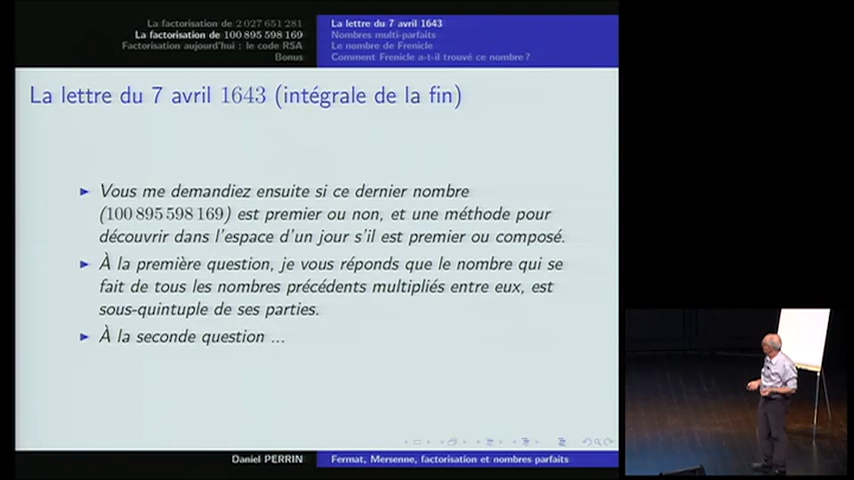 La factorisation de 2 027 651 281
La factorisation de 100 895 598 169
Factorisation aujourd'hui : le code RSA
Bonus
La lettre du 7 avril 1643
Nombres multi-parfaits
Le nombre de Frenicle
Comment Frenicle a-t-il trouvé ce nombre ?
La lettre du 7 avril 1643 (intégrale de la fin)
► Vous me demandiez ensuite si ce dernier nombre
(100 895 598 169) est premier ou non, et une méthode pour
découvrir dans l'espace d'un jour s'il est premier ou composé.
► À la première question, je vous réponds que le nombre qui se
fait de tous les nombres précédents multipliés entre eux, est
sous-quintuple de ses parties.
► À la seconde question ...
Daniel PERRIN
Fermat, Mersenne, factorisation et nombres parfaits